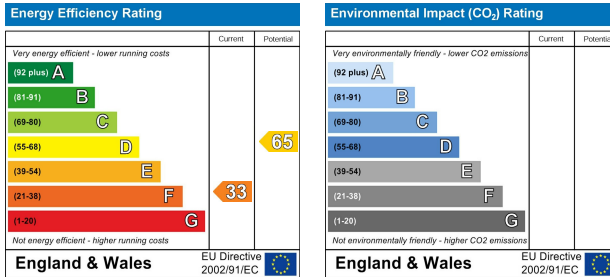 Energy Efficiency Rating
Current Potential
Very energy efficient - lower running costs
(92 plus) A
(81-91) B
(69-80) C
(55-68) D
65
(39-54) E
(21-38) F
33
(1-20) G
Not energy efficient - higher running costs
England & Wales
EU Directive
2002/91/EC
Environmental Impact (CO₂) Rating
Current Potential
Very environmentally friendly - lower CO2 emissions
(92 plus) A
(81-91) B
(69-80) C
(55-68) D
(39-54) E
(21-38) F
(1-20) G
Not environmentally friendly - higher CO2 emissions
England & Wales
EU Directive
2002/91/EC